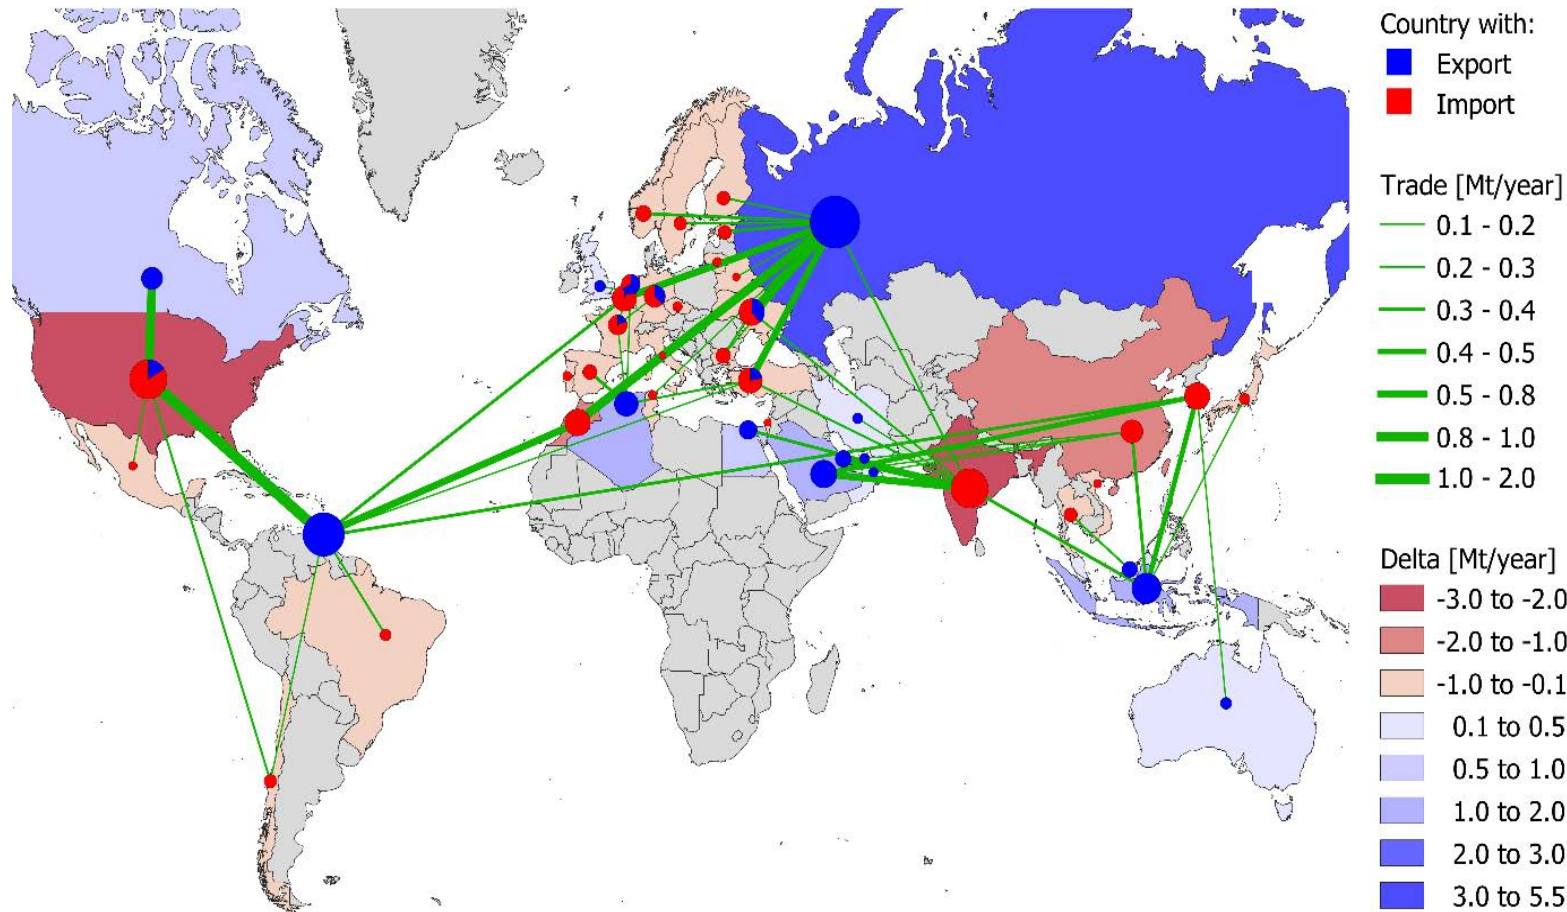 Country with:
Export
Import
Trade [Mt/year]
0.1 - 0.2
0.2 - 0.3
0.3 - 0.4
0.4 - 0.5
0.5 - 0.8
0.8 - 1.0
1.0 - 2.0
Delta [Mt/year]
-3.0 to -2.0
-2.0 to -1.0
-1.0 to -0.1
0.1 to 0.5
0.5 to 1.0
1.0 to 2.0
2.0 to 3.0
3.0 to 5.5